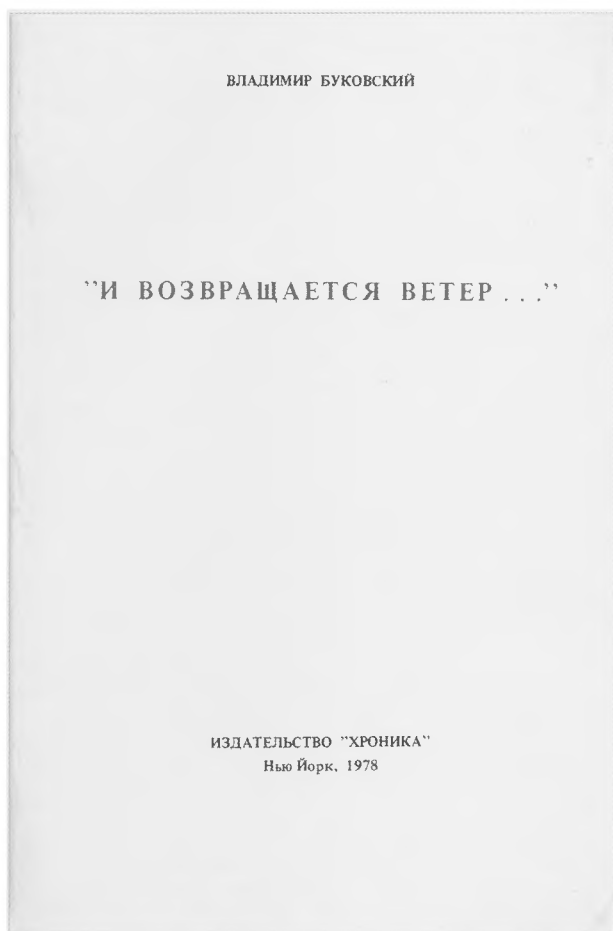 ВЛАДИМИР БУКОВСКИЙ
"И ВОЗВРАЩАЕТСЯ ВЕТЕР . . ."
ИЗДАТЕЛЬСТВО "ХРОНИКА"
Нью Йорк, 1978